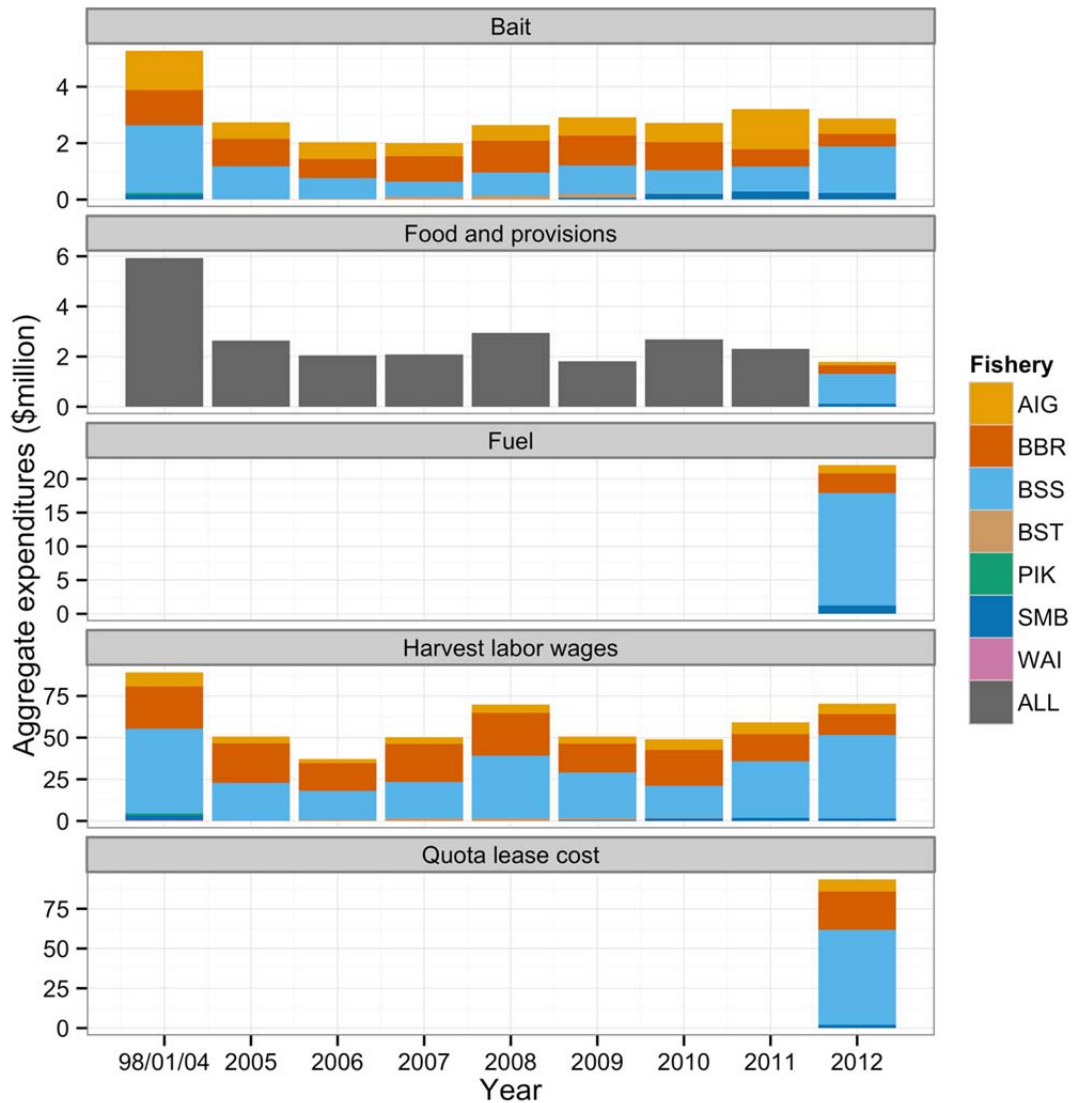 Bait
4
2
0
Food and provisions
6
4
2
0
Fuel
20
15
10
5
0
Harvest labor wages
75
50
25
0
Quota lease cost
75
50
25
0
98/01/04 2005 2006 2007 2008 2009 2010 2011 2012
Year
Aggregate expenditures ($million)
Fishery
AIG
BBR
BSS
BST
PIK
SMB
WAI
ALL